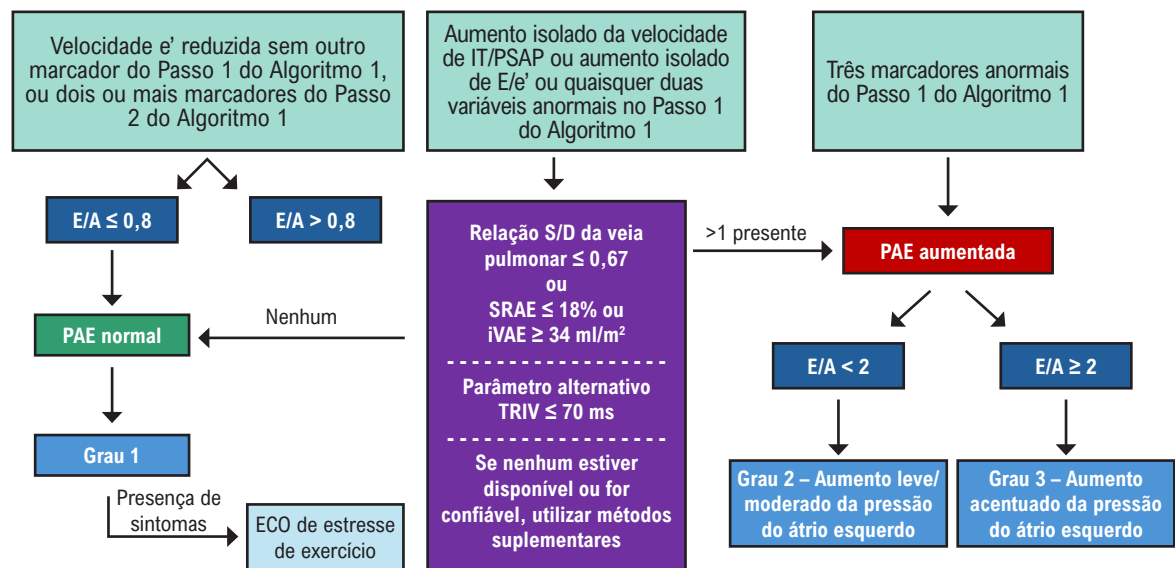 Velocidade e’ reduzida sem outro
marcador do Passo 1 do Algoritmo 1,
ou dois ou mais marcadores do Passo
2 do Algoritmo 1
Aumento isolado da velocidade
de IT/PSAP ou aumento isolado
de E/e’ ou quaisquer duas
variáveis anormais no Passo 1
do Algoritmo 1
Três marcadores anormais
do Passo 1 do Algoritmo 1
E/A ≤ 0,8
E/A > 0,8
PAE normal
Nenhum
Grau 1
Presença de
sintomas
ECO de estresse
de exercício
Relação S/D da veia
pulmonar ≤ 0,67
ou
SRAE ≤ 18% ou
iVAE ≥ 34 ml/m²
Parâmetro alternativo
TRIV ≤ 70 ms
Se nenhum estiver
disponível ou for
confiável, utilizar métodos
suplementares
>1 presente
PAE aumentada
E/A < 2
E/A ≥ 2
Grau 2 – Aumento leve/
moderado da pressão
do átrio esquerdo
Grau 3 – Aumento
acentuado da pressão
do átrio esquerdo